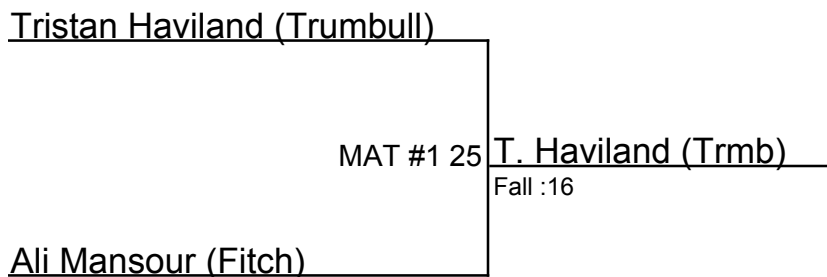 Tristan Haviland (Trumbull)
MAT #1 25
T. Haviland (Trmb)
Fall :16
Ali Mansour (Fitch)